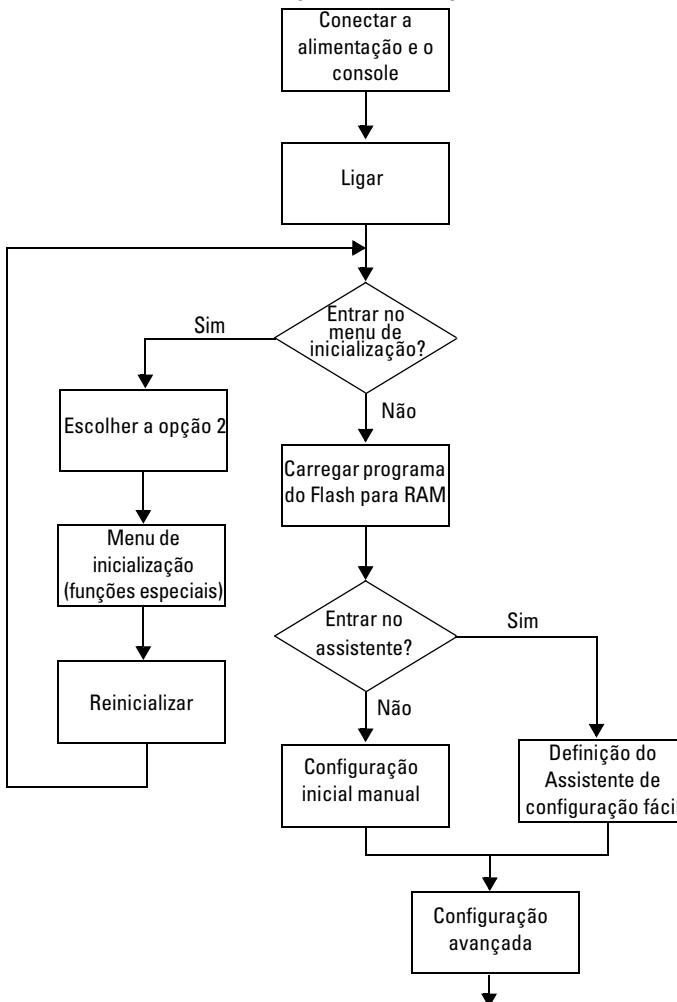 Conectar a
alimentação e o
console
Ligar
Entrar no
menu de
inicialização?
Sim
Não
Escolher a opção 2
Carregar programa
do Flash para RAM
Menu de
inicialização
(funções especiais)
Entrar no
assistente?
Sim
Reinicializar
Não
Configuração
inicial manual
Definição do
Assistente de
configuração fácil
Configuração
avançada